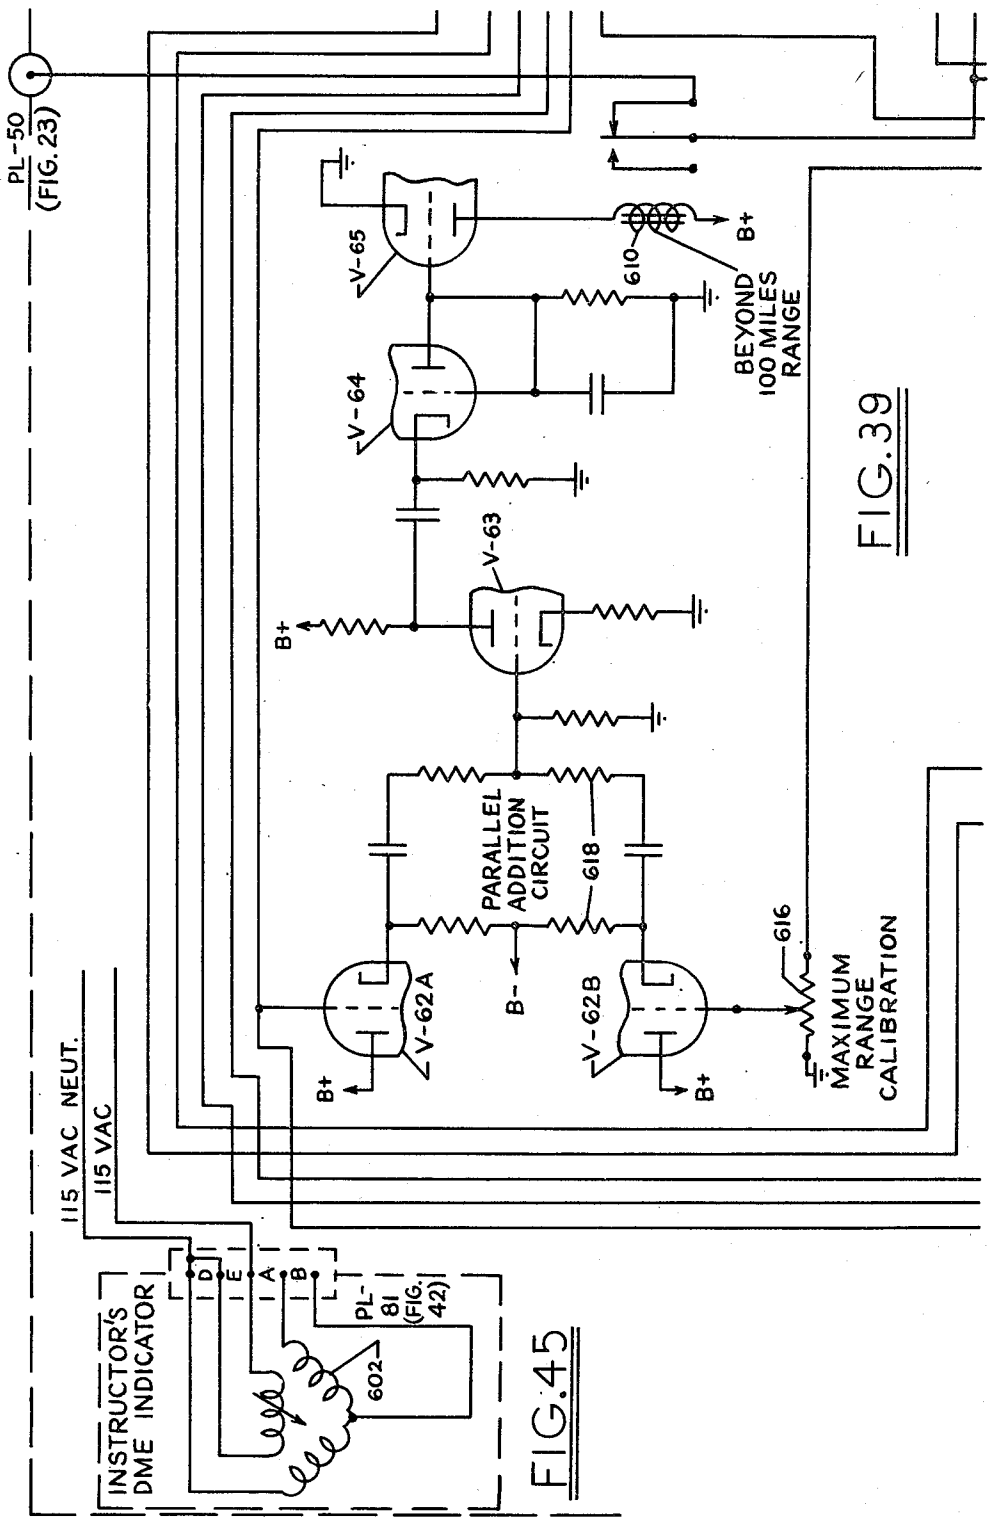 PL-50
(FIG. 23)
V-65
B+
610
BEYOND
100 MILES
RANGE
V-64
FIG. 39
V-63
B+
PARALLEL
ADDITION
CIRCUIT
618
B-
V-62A
B+
V-62B
B+
616
MAXIMUM
RANGE
CALIBRATION
115 VAC NEUT.
115 VAC
INSTRUCTOR'S
DME INDICATOR
D
E
A
B
PL-
81
(FIG.
42)
602
FIG. 45